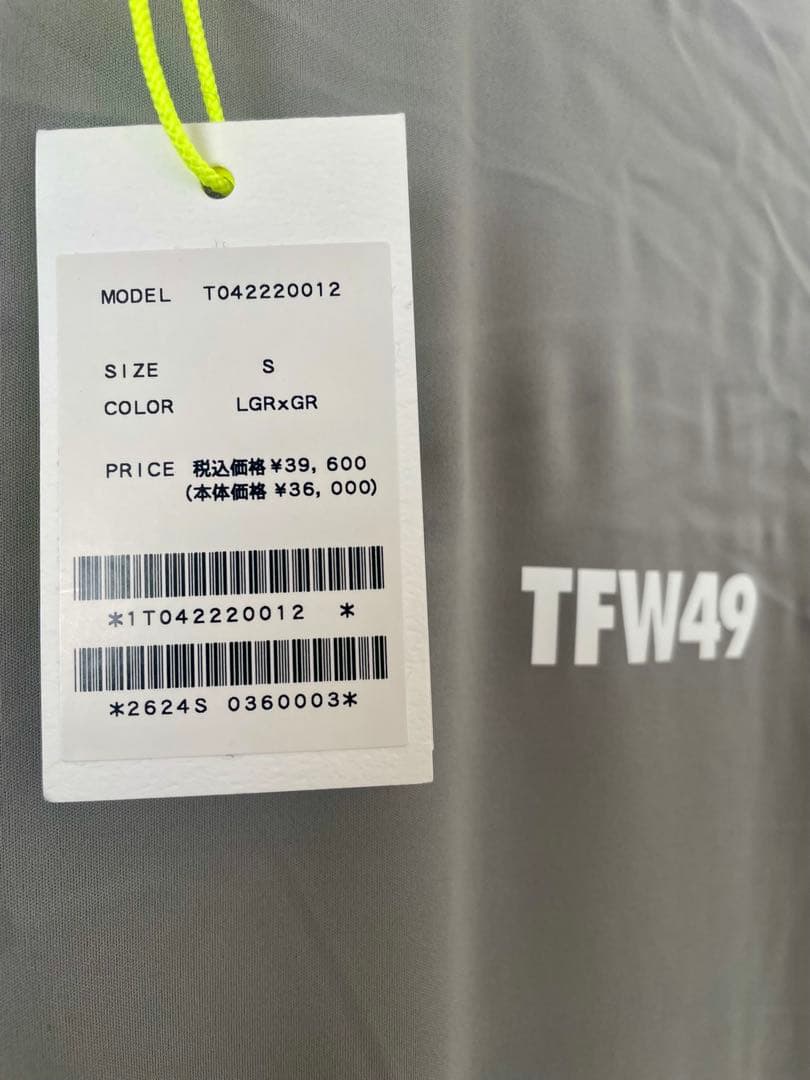 MODEL T042220012
SIZE S
COLOR LGRxGR
PRICE 税込価格 ¥39, 600
(本体価格 ¥36, 000)
*1T042220012 *
*2624S 0360003*
TFW49